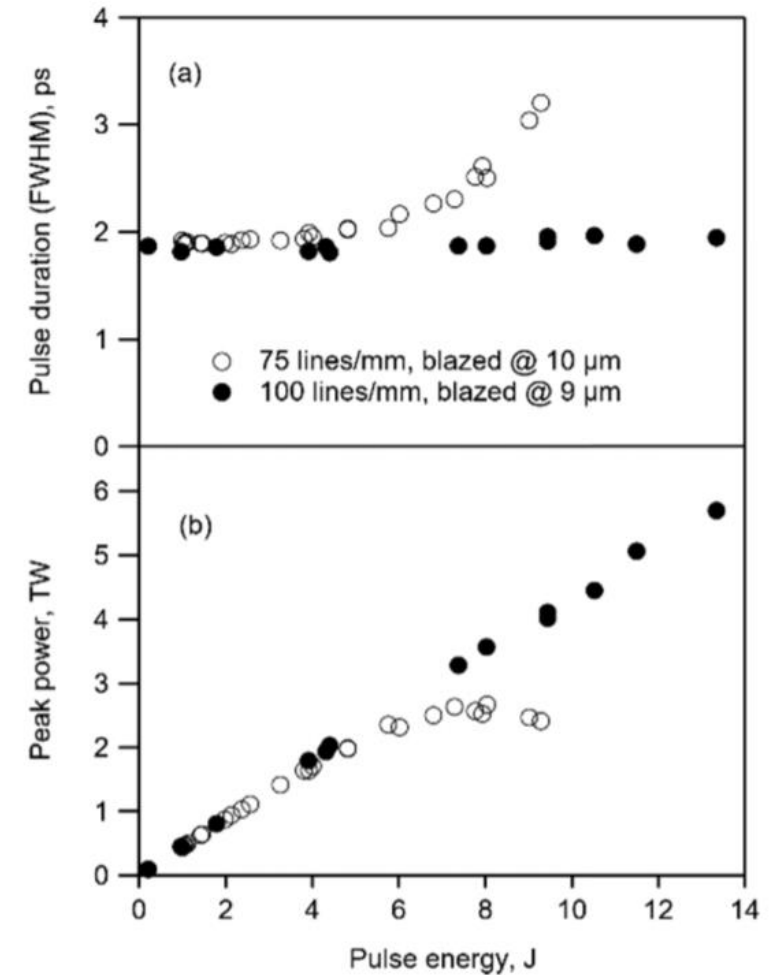 4
(a)
3
2
1
0
Pulse duration (FWHM), ps
75 lines/mm, blazed @ 10 µm
100 lines/mm, blazed @ 9 µm
6
(b)
5
4
3
2
1
0
Peak power, TW
0 2 4 6 8 10 12 14
Pulse energy, J